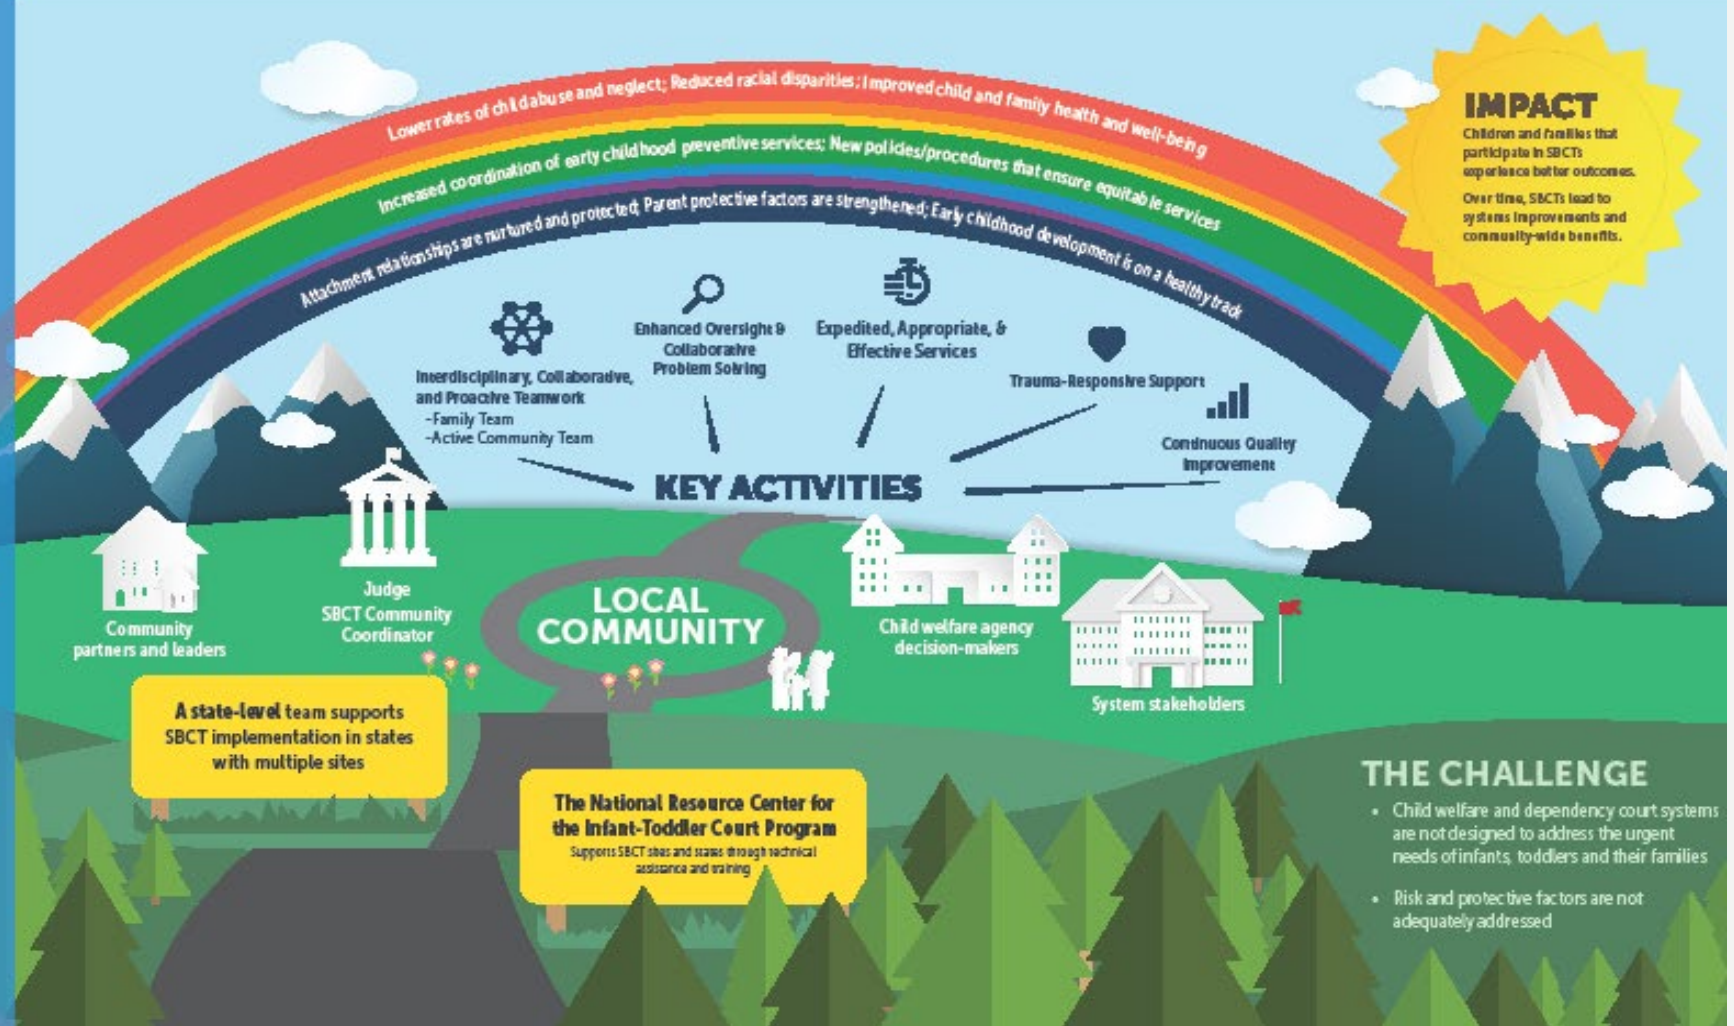 Lower rates of child abuse and neglect; Reduced racial disparities; Improved child and family health and well-being
Increased coordination of early childhood preventive services; New policies/procedures that ensure equitable services
Attachment relationships are nurtured and protected; Parent protective factors are strengthened; Early childhood development is on a healthy track
IMPACT
Children and families that
participate in SBCTs
experience better outcomes.
Over time, SBCTs lead to
systems improvements and
community-wide benefits.
Interdisciplinary, Collaborative,
and Proactive Teamwork
-Family Team
-Active Community Team
Enhanced Oversight &
Collaborative
Problem Solving
Expedited, Appropriate, &
Effective Services
Trauma-Responsive Support
Continuous Quality
Improvement
KEY ACTIVITIES
Community
partners and leaders
Judge
SBCT Community
Coordinator
LOCAL
COMMUNITY
Child welfare agency
decision-makers
System stakeholders
A state-level team supports
SBCT implementation in states
with multiple sites
The National Resource Center for
the Infant-Toddler Court Program
Supports SBCT sites and states through technical
assistance and training
THE CHALLENGE
• Child welfare and dependency court systems
are not designed to address the urgent
needs of infants, toddlers and their families
• Risk and protective factors are not
adequately addressed